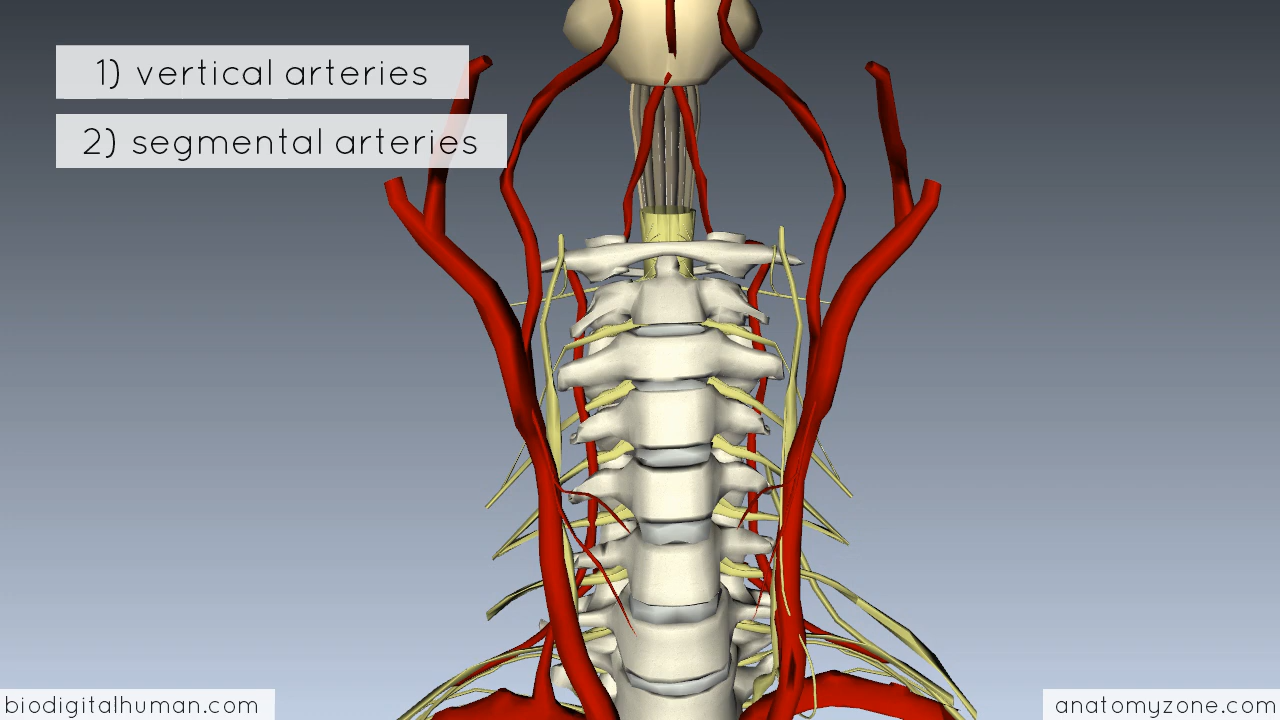 1) vertical arteries
2) segmental arteries
biodigitalhuman.com
anatomyzone.com